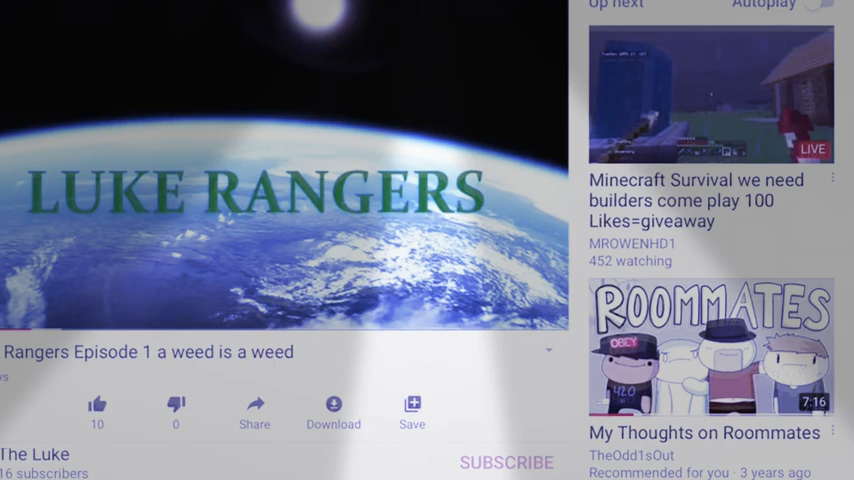 Up next
Autoplay
LUKE RANGERS
LIVE
Minecraft Survival we need
builders come play 100
Likes=giveaway
MROWENHD1
452 watching
ROOMMATES
OBEY
420
7:16
Rangers Episode 1 a weed is a weed
10
0
Share
Download
Save
My Thoughts on Roommates
TheOdd1sOut
Recommended for you · 3 years ago
The Luke
16 subscribers
SUBSCRIBE